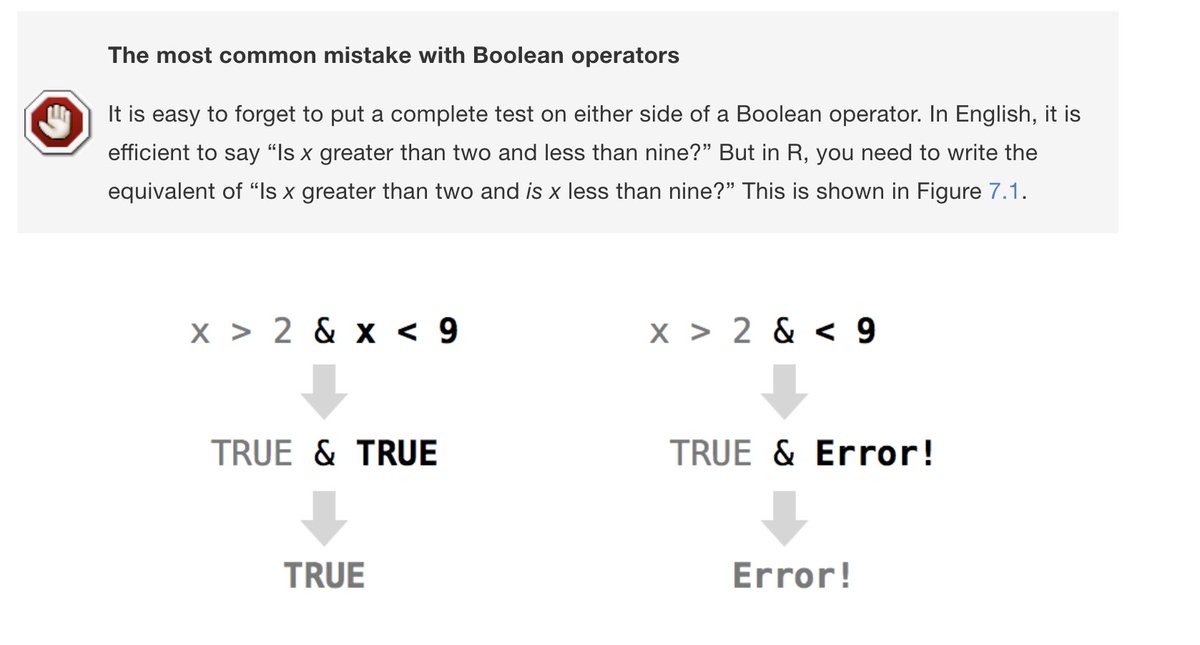 The most common mistake with Boolean operators
It is easy to forget to put a complete test on either side of a Boolean operator. In English, it is
efficient to say “Is x greater than two and less than nine?” But in R, you need to write the
equivalent of “Is x greater than two and is x less than nine?” This is shown in Figure 7.1.
x > 2 & x < 9
TRUE & TRUE
TRUE
x > 2 & < 9
TRUE & Error!
Error!